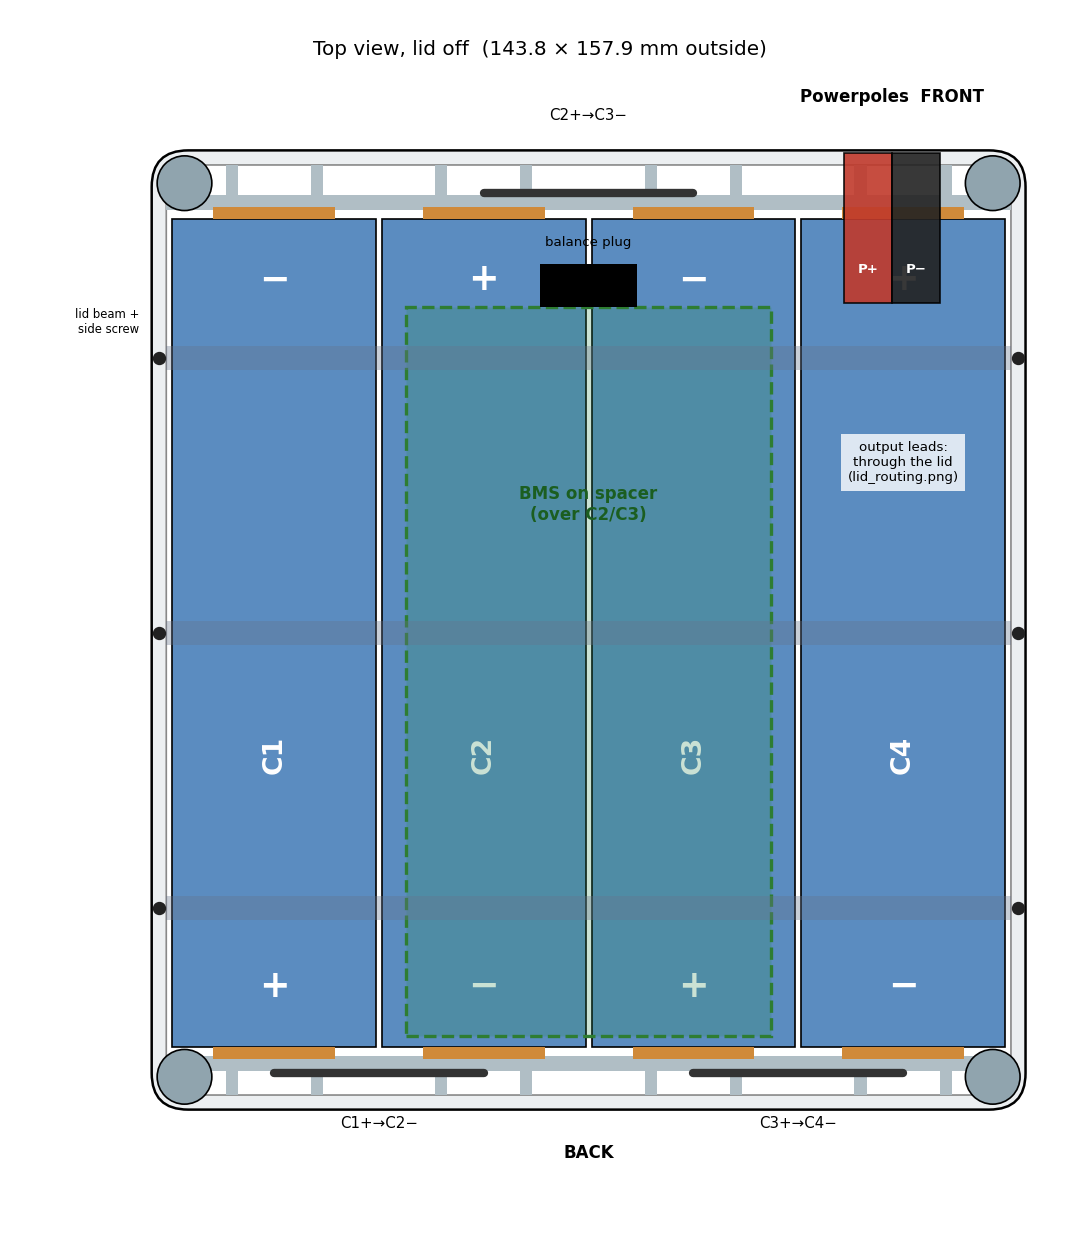 Top view, lid off (143.8 × 157.9 mm outside)
Powerpoles FRONT
C2+→C3−
− + − +
balance plug
P+ P−
lid beam +
side screw
output leads:
through the lid
(lid_routing.png)
BMS on spacer
(over C2/C3)
C1 C2 C3 C4
+ − + −
C1+→C2− C3+→C4−
BACK